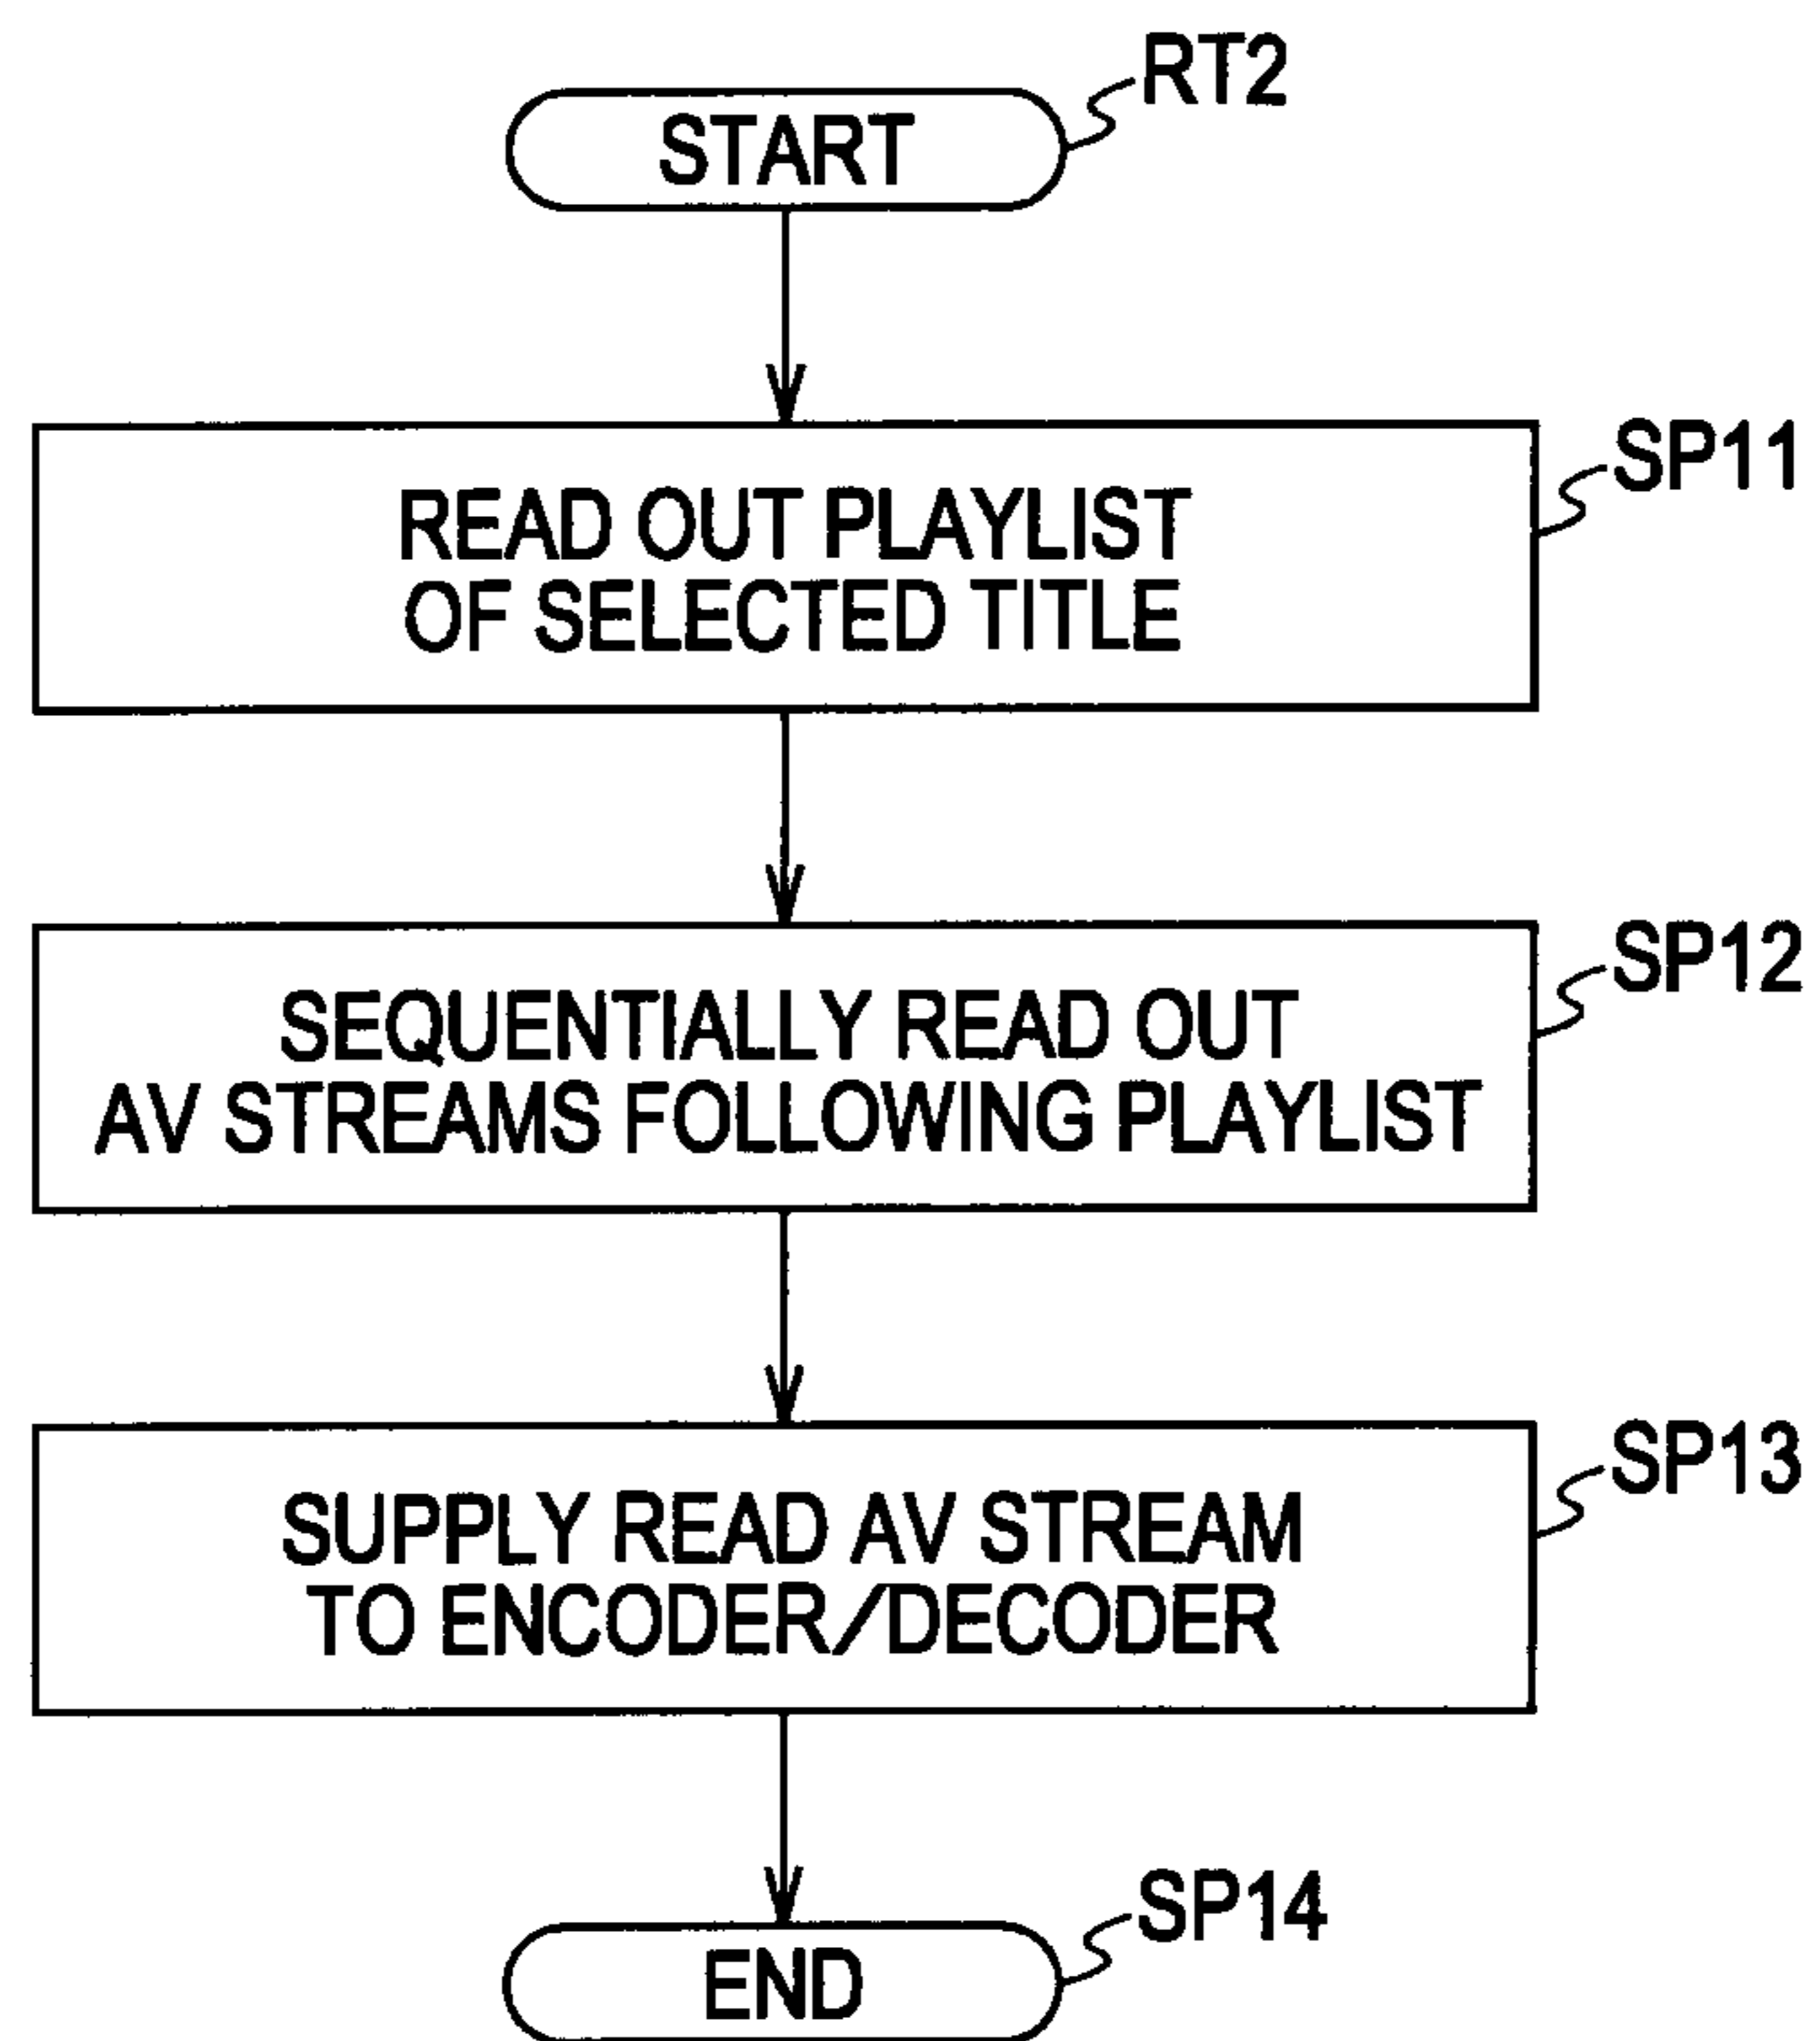 RT2
START
SP11
READ OUT PLAYLIST
OF SELECTED TITLE
SP12
SEQUENTIALLY READ OUT
AV STREAMS FOLLOWING PLAYLIST
SP13
SUPPLY READ AV STREAM
TO ENCODER/DECODER
SP14
END